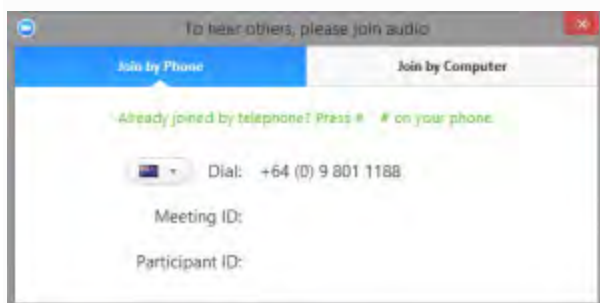 To hear others, please join audio
Join by Phone Join by Computer
Already joined by telephone? Press # # on your phone.
Dial: +64 (0) 9 801 1188
Meeting ID:
Participant ID: